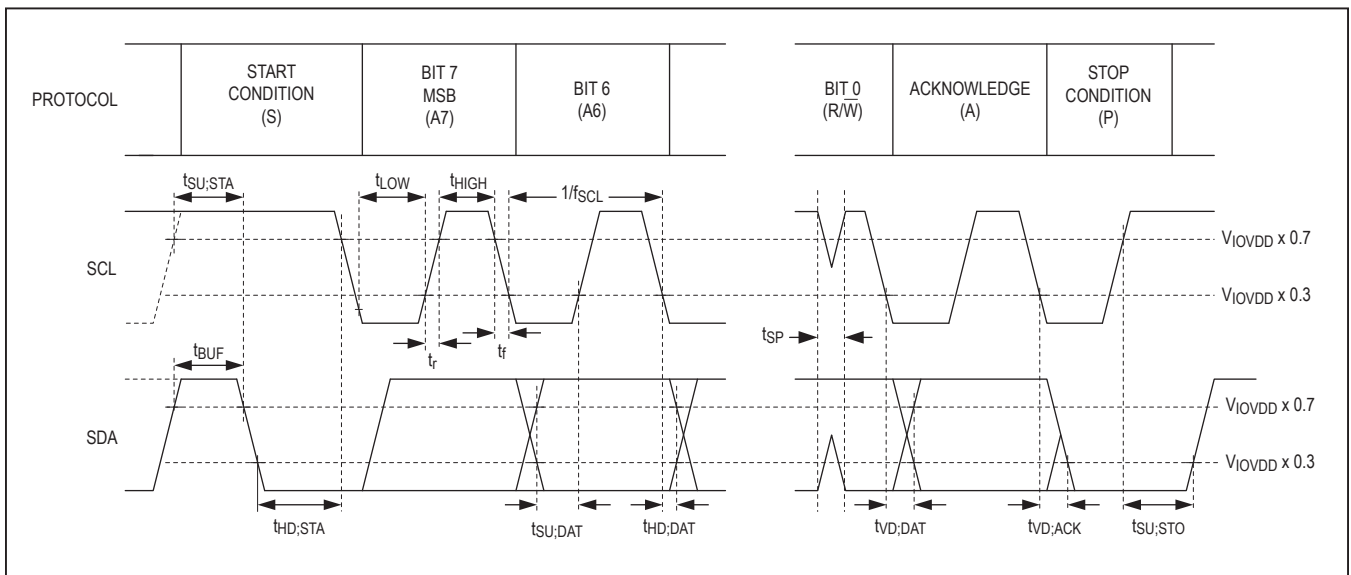 PROTOCOL
START
CONDITION
(S)
BIT 7
MSB
(A7)
BIT 6
(A6)
BIT 0
(R/W̅)
ACKNOWLEDGE
(A)
STOP
CONDITION
(P)
tSU;STA
tLOW
tHIGH
1/fSCL
VIOVDD x 0.7
SCL
VIOVDD x 0.3
tr
tf
tSP
tBUF
VIOVDD x 0.7
SDA
VIOVDD x 0.3
tHD;STA
tSU;DAT
tHD;DAT
tVD;DAT
tVD;ACK
tSU;STO